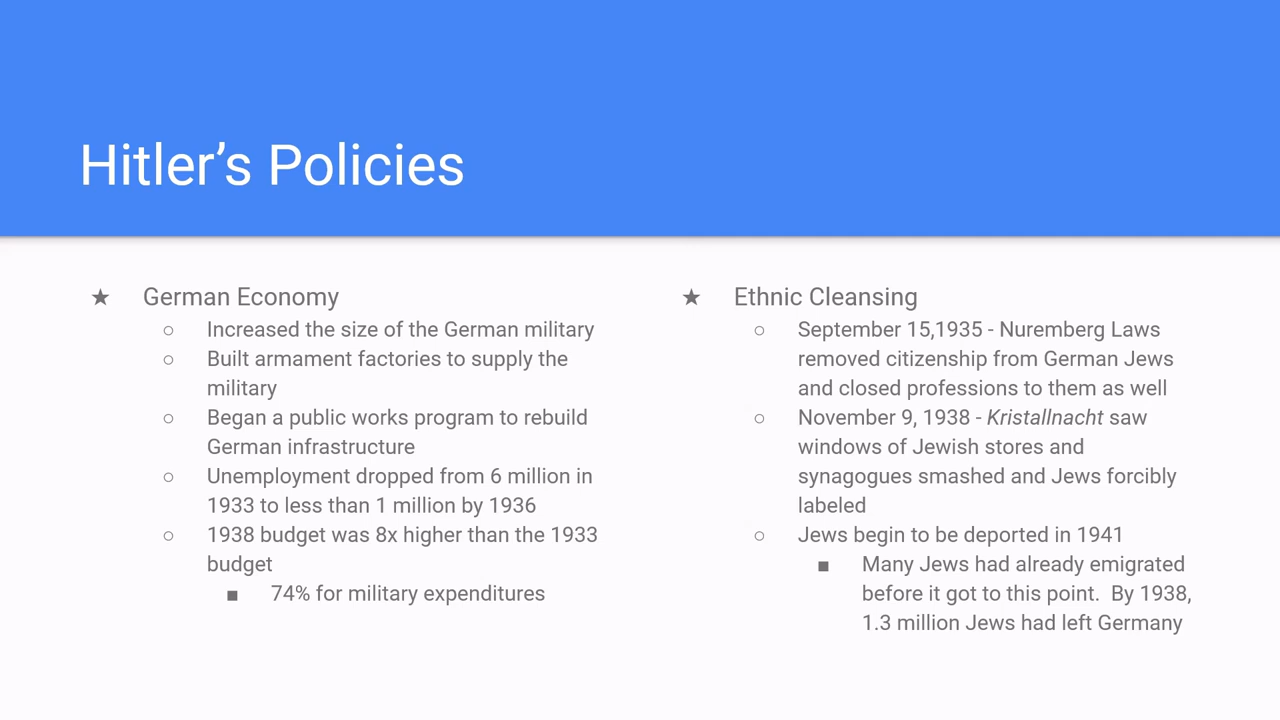 Hitler’s Policies
★ German Economy
○ Increased the size of the German military
○ Built armament factories to supply the
military
○ Began a public works program to rebuild
German infrastructure
○ Unemployment dropped from 6 million in
1933 to less than 1 million by 1936
○ 1938 budget was 8x higher than the 1933
budget
■ 74% for military expenditures
★ Ethnic Cleansing
○ September 15,1935 - Nuremberg Laws
removed citizenship from German Jews
and closed professions to them as well
○ November 9, 1938 - Kristallnacht saw
windows of Jewish stores and
synagogues smashed and Jews forcibly
labeled
○ Jews begin to be deported in 1941
■ Many Jews had already emigrated
before it got to this point.  By 1938,
1.3 million Jews had left Germany